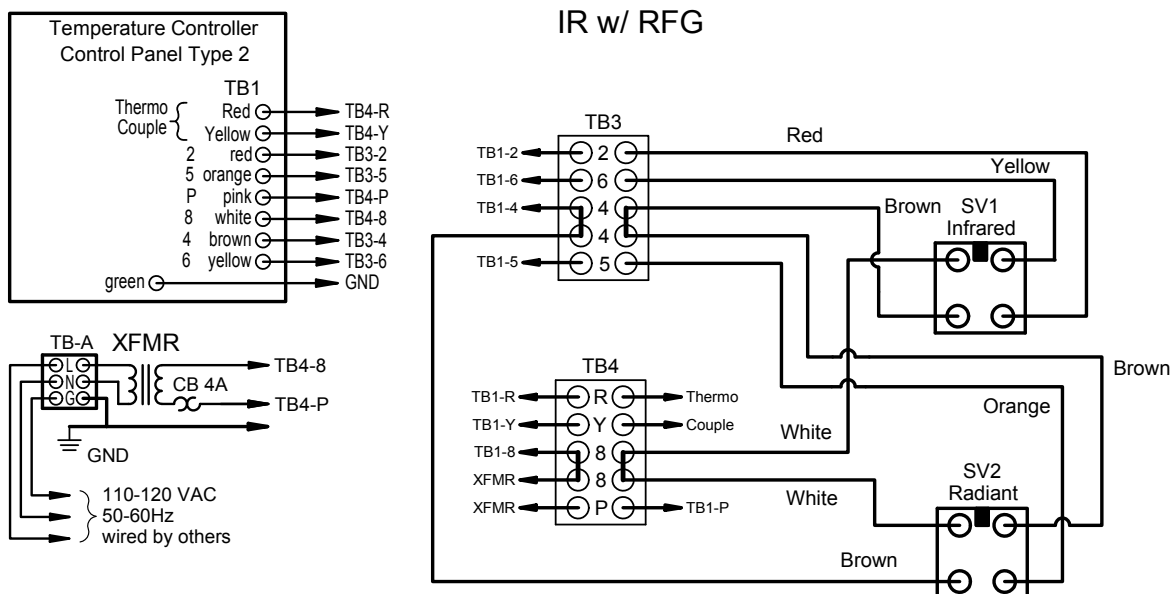 IR w/ RFG
Temperature Controller
Control Panel Type 2
TB1
Thermo
Couple
Red TB4-R
Yellow TB4-Y
2 red TB3-2
5 orange TB3-5
P pink TB4-P
8 white TB4-8
4 brown TB3-4
6 yellow TB3-6
green GND
TB-A XFMR
L
N
G
TB4-8
CB 4A
TB4-P
GND
110-120 VAC
50-60Hz
wired by others
TB3
TB1-2 2
TB1-6 6
TB1-4 4
4
TB1-5 5
Red
Yellow
Brown
SV1
Infrared
TB4
TB1-R R Thermo
TB1-Y Y Couple
TB1-8 8
XFMR 8
XFMR P TB1-P
White
White
Brown
Orange
Brown
SV2
Radiant